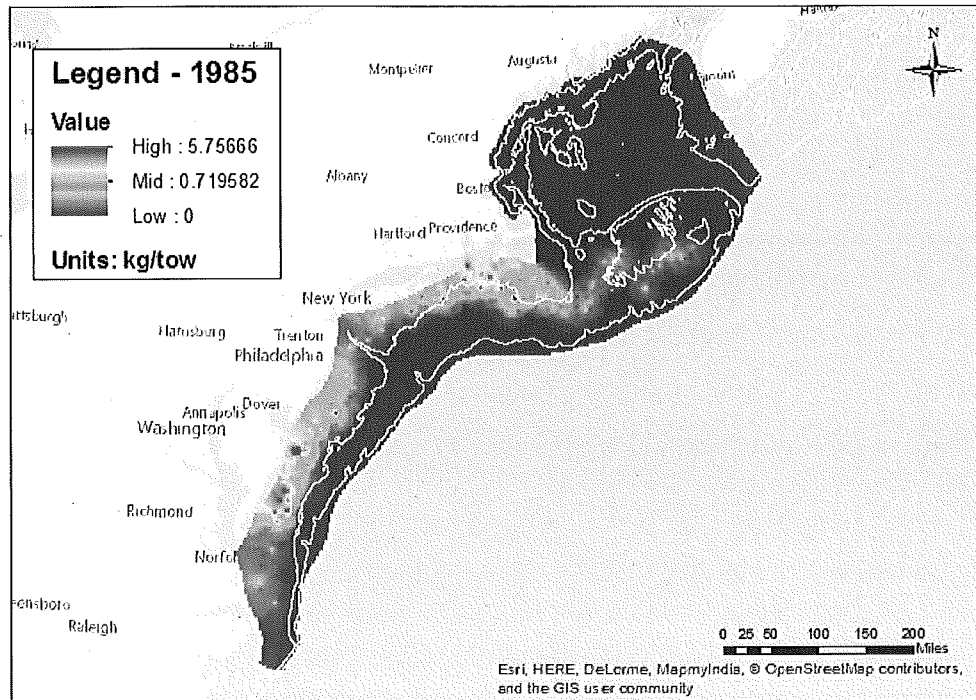 Legend - 1985
Value
High : 5.75666
Mid : 0.719582
Low : 0
Units: kg/tow
N
Montpelier
Augusta
Concord
Albany
Hartford Providence
New York
Harrisburg
Trenton
Philadelphia
Dover
Annapolis
Washington
Richmond
Raleigh
0 25 50 100 150 200
Miles
Esri, HERE, DeLorme, MapmyIndia, © OpenStreetMap contributors,
and the GIS user community